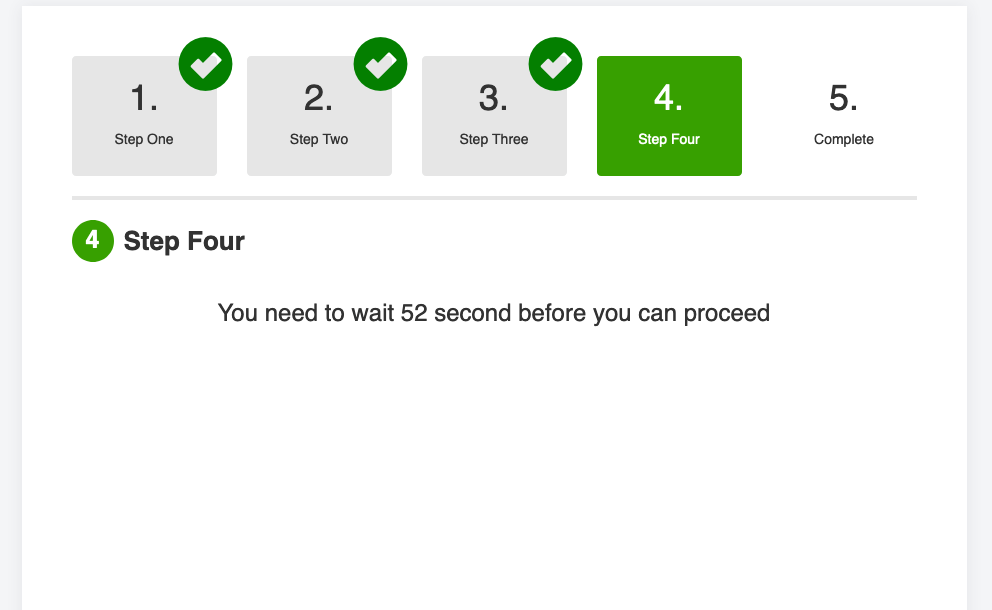 1.
Step One
2.
Step Two
3.
Step Three
4.
Step Four
5.
Complete
4 Step Four
You need to wait 52 second before you can proceed